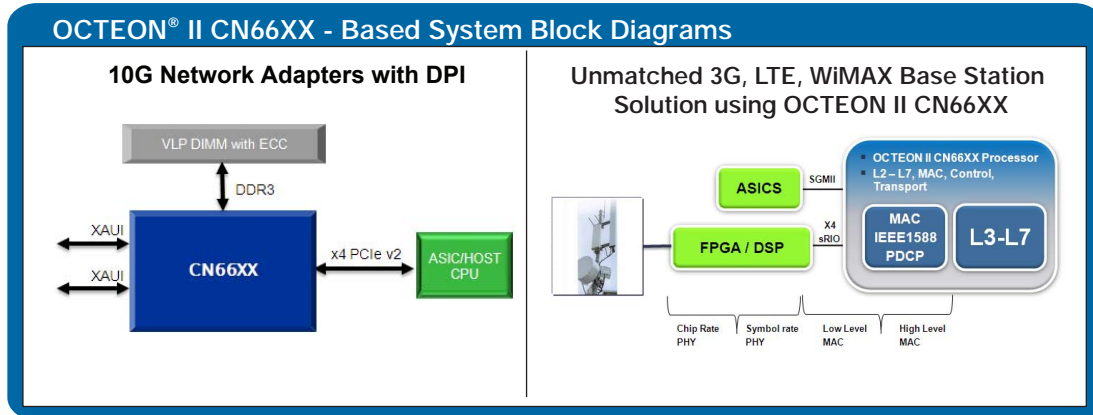 OCTEON® II CN66XX - Based System Block Diagrams
10G Network Adapters with DPI
VLP DIMM with ECC
DDR3
XAUI
XAUI
CN66XX
x4 PCIe v2
ASIC/HOST
CPU
Unmatched 3G, LTE, WiMAX Base Station
Solution using OCTEON II CN66XX
ASICS
SGMII
FPGA / DSP
X4
sRIO
▪ OCTEON II CN66XX Processor
▪ L2 – L7, MAC, Control,
Transport
MAC
IEEE1588
PDCP
L3-L7
Chip Rate
PHY
Symbol rate
PHY
Low Level
MAC
High Level
MAC